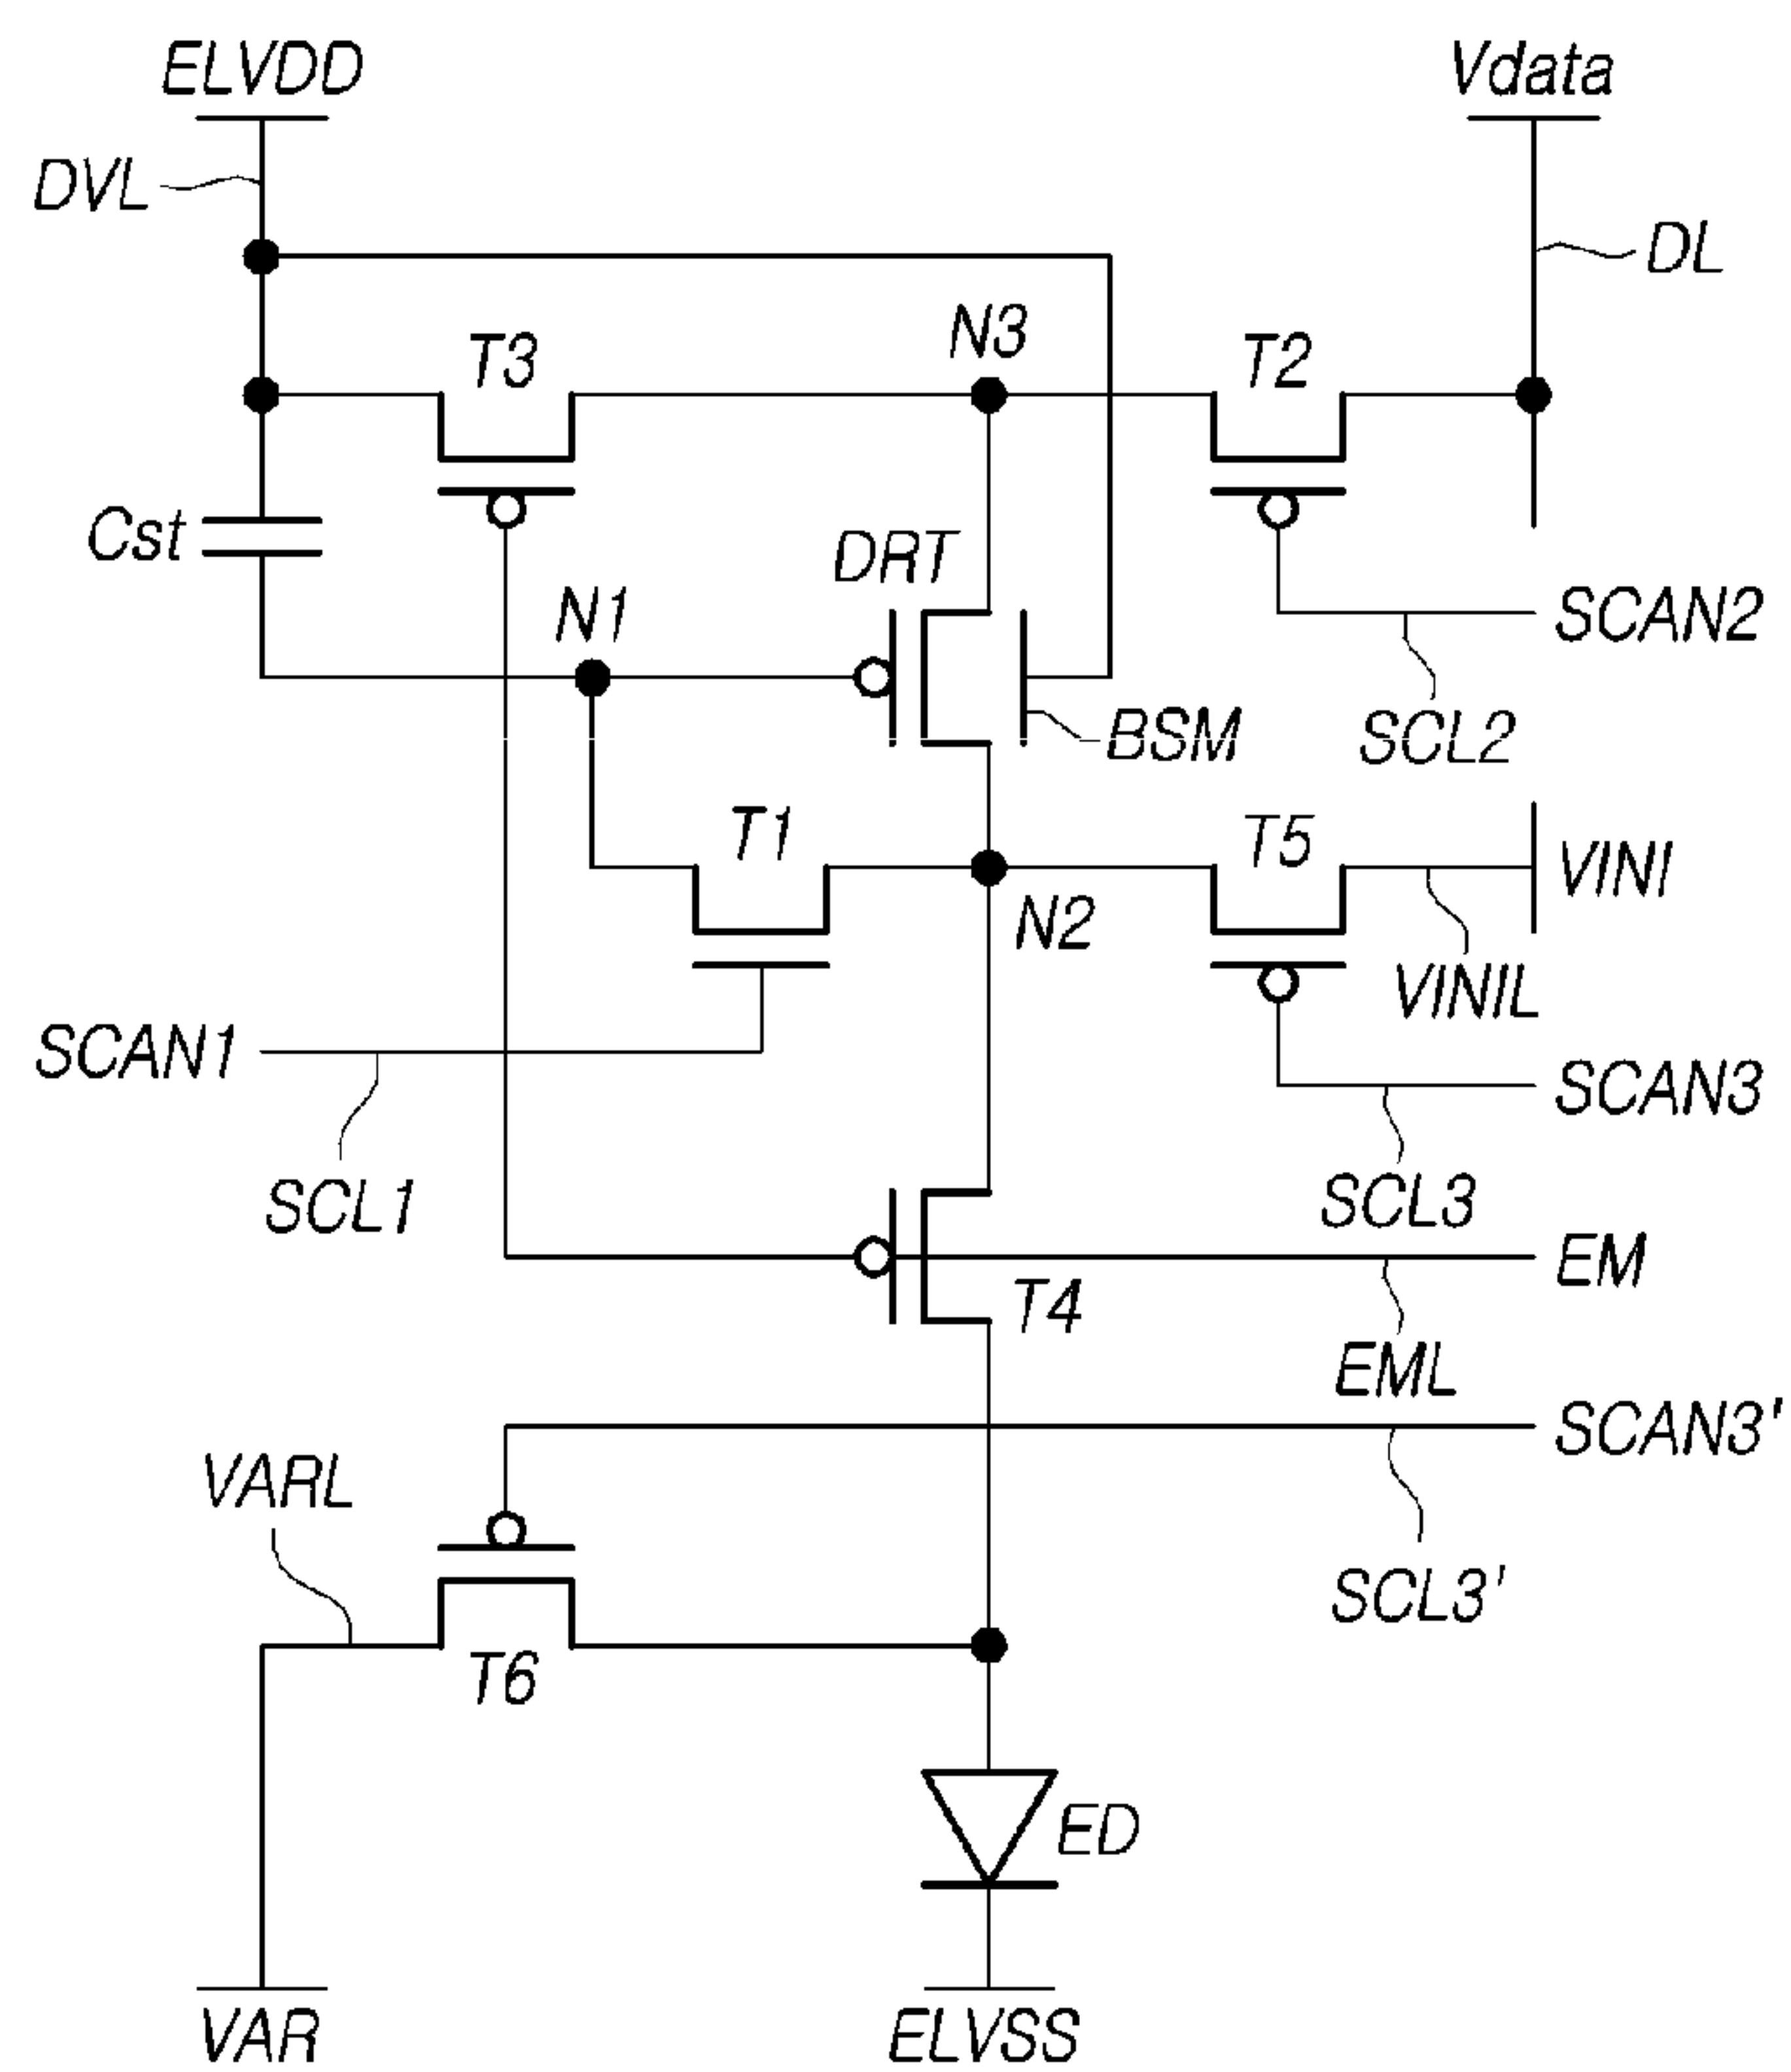 ELVDD
Vdata
DVL
DL
N3
T3
T2
Cst
DRT
N1
SCAN2
BSM
SCL2
T1
T5
VINI
N2
VINIL
SCAN1
SCAN3
SCL1
SCL3
EM
T4
EML
SCAN3'
VARL
SCL3'
T6
ED
VAR
ELVSS